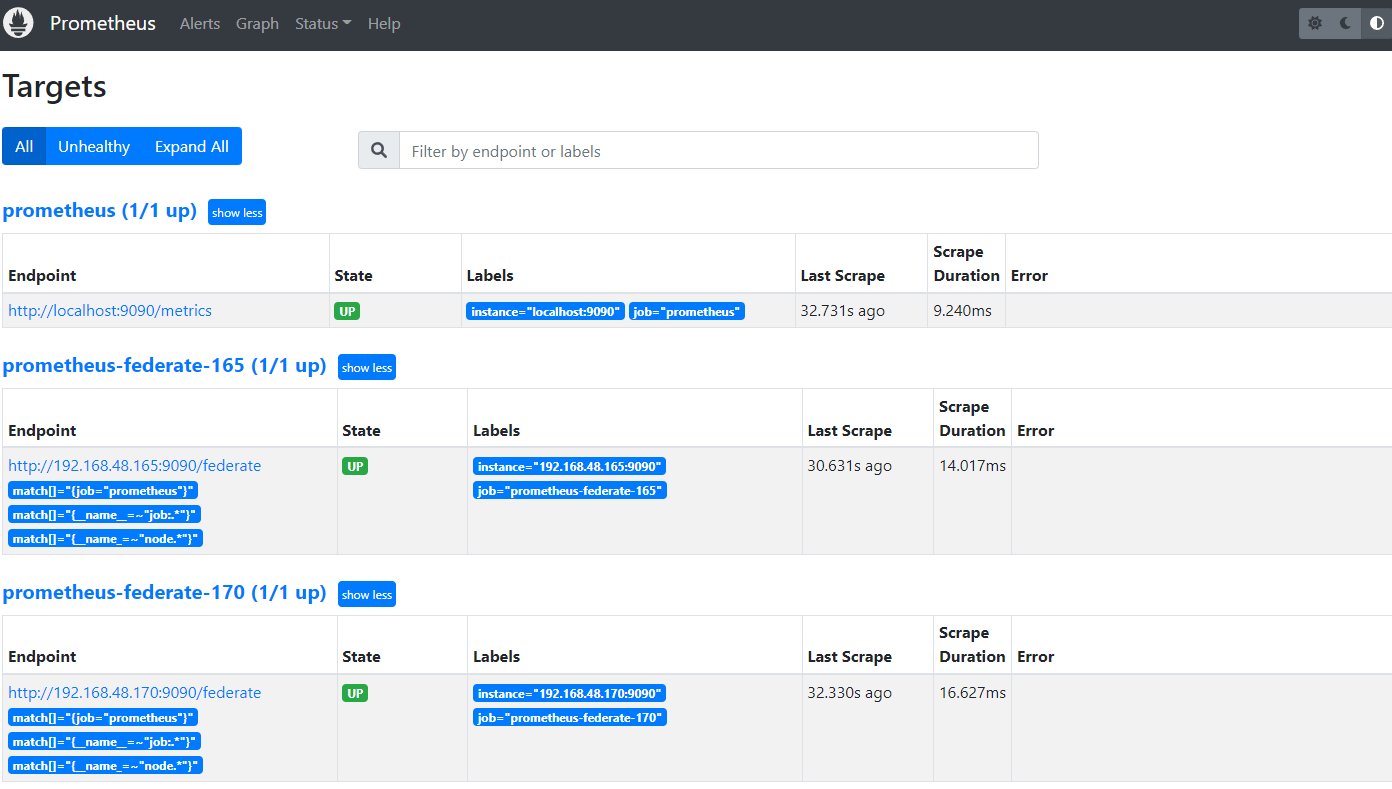 Prometheus Alerts Graph Status Help
Targets
All Unhealthy Expand All Filter by endpoint or labels
prometheus (1/1 up) show less
Endpoint State Labels Last Scrape Scrape Duration Error
http://localhost:9090/metrics UP instance="localhost:9090" job="prometheus" 32.731s ago 9.240ms
prometheus-federate-165 (1/1 up) show less
Endpoint State Labels Last Scrape Scrape Duration Error
http://192.168.48.165:9090/federate UP instance="192.168.48.165:9090" 30.631s ago 14.017ms
match[]="{job="prometheus"}" job="prometheus-federate-165"
match[]="{__name__=~"job:.*"}"
match[]="{__name_=~"node.*"}"
prometheus-federate-170 (1/1 up) show less
Endpoint State Labels Last Scrape Scrape Duration Error
http://192.168.48.170:9090/federate UP instance="192.168.48.170:9090" 32.330s ago 16.627ms
match[]="{job="prometheus"}" job="prometheus-federate-170"
match[]="{__name__=~"job:.*"}"
match[]="{__name_=~"node.*"}"